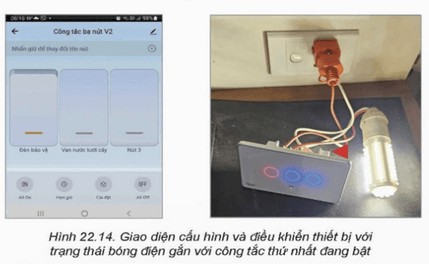 06:16
Công tắc ba nút V2
Nhấn giữ để thay đổi tên nút
Đèn bảo vệ
Van nước tưới cây
Nút 3
ON
OFF
All On
Hẹn giờ
Cài đặt
All Off
Hình 22.14. Giao diện cấu hình và điều khiển thiết bị với
trạng thái bóng điện gắn với công tắc thứ nhất đang bật